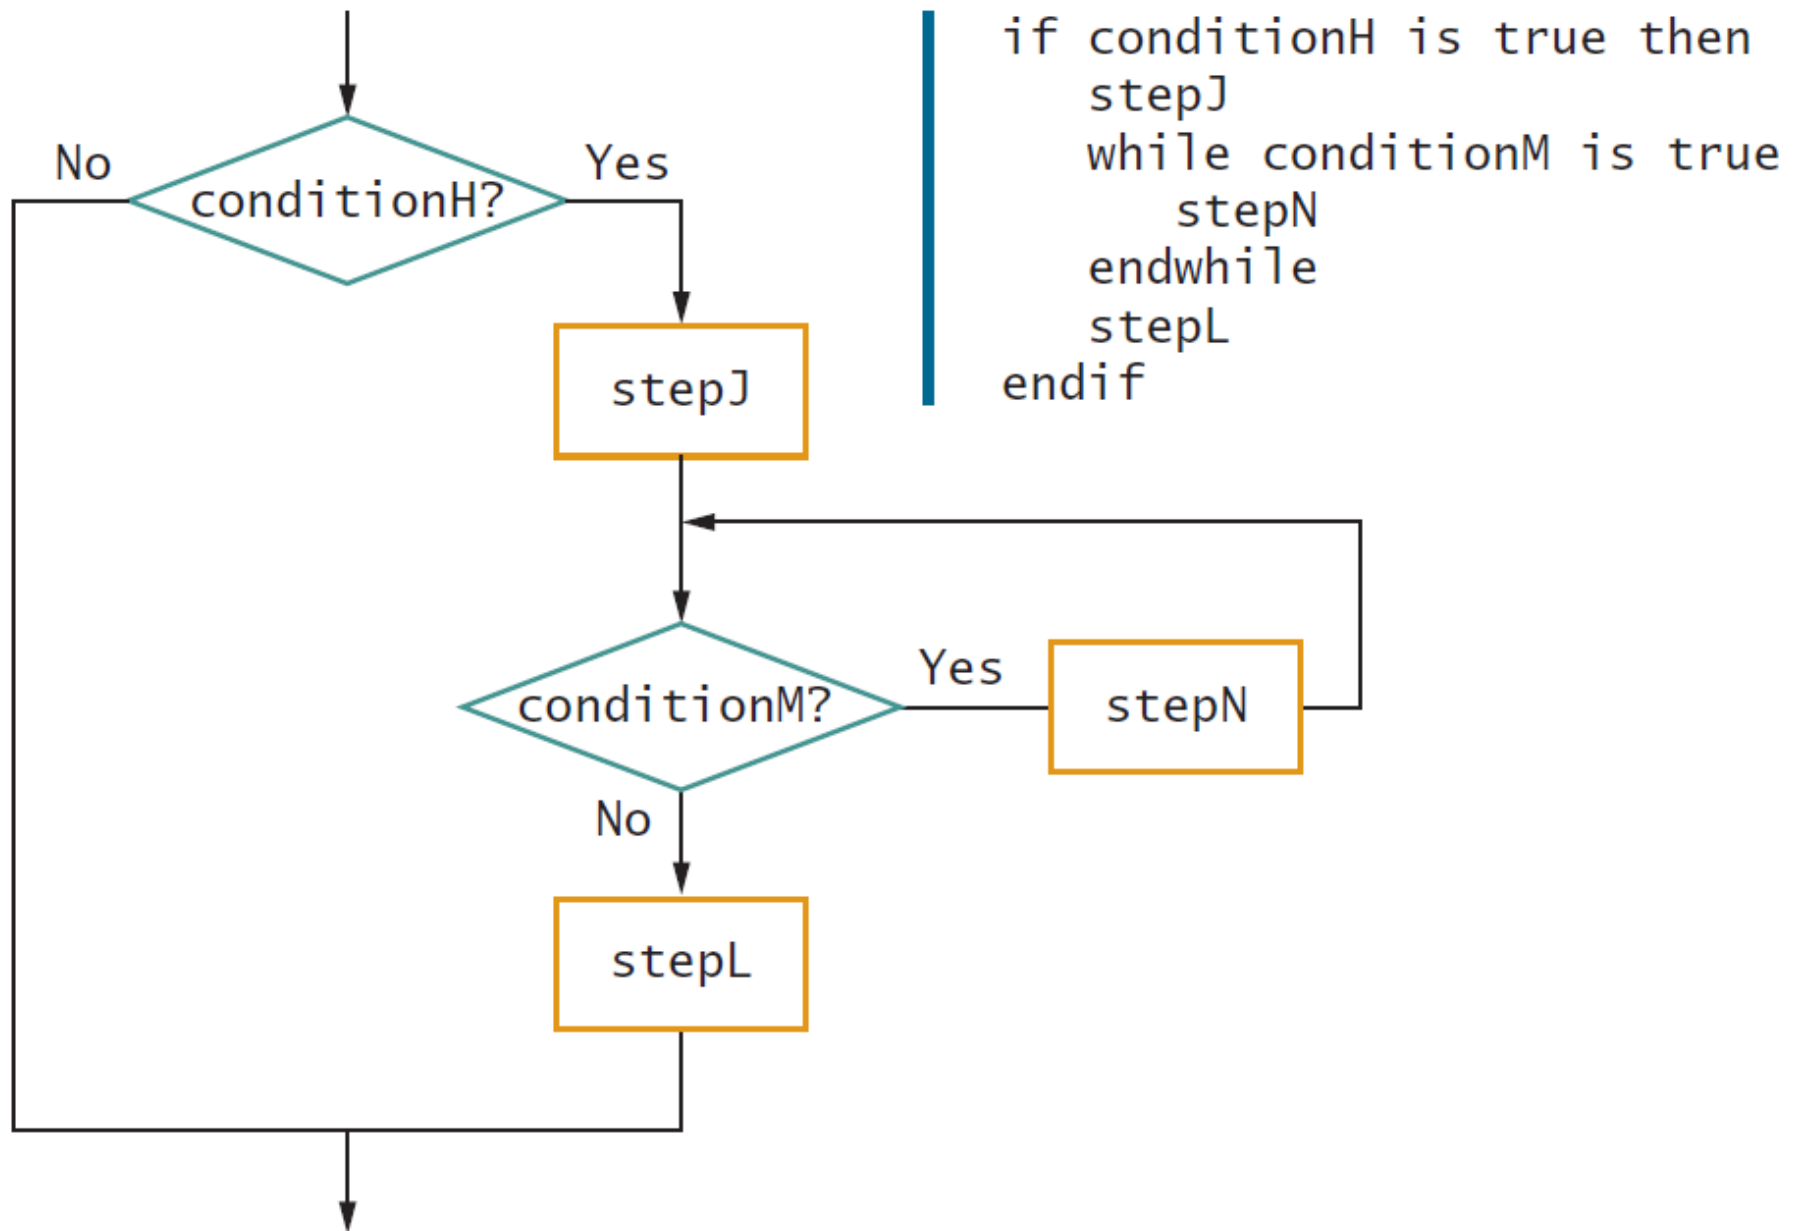 if conditionH is true then
stepJ
while conditionM is true
stepN
endwhile
stepL
endif
No
Yes
conditionH?
stepJ
Yes
conditionM?
stepN
No
stepL